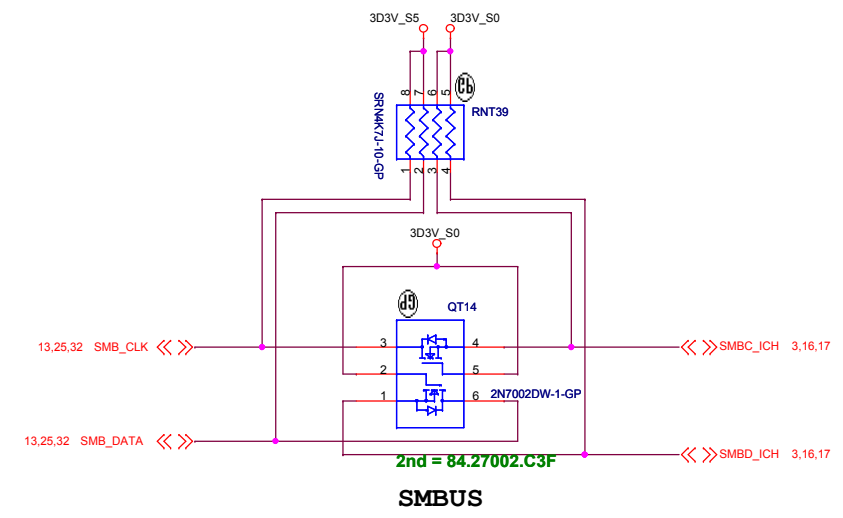 3D3V_S5 3D3V_S0
8 7 6 5
RNT39
SRN4K7J-10-GP
1 2 3 4
3D3V_S0
QT14
13,25,32 SMB_CLK
3 4
SMBC_ICH 3,16,17
2 5
1 6
2N7002DW-1-GP
13,25,32 SMB_DATA
SMBD_ICH 3,16,17
2nd = 84.27002.C3F
SMBUS